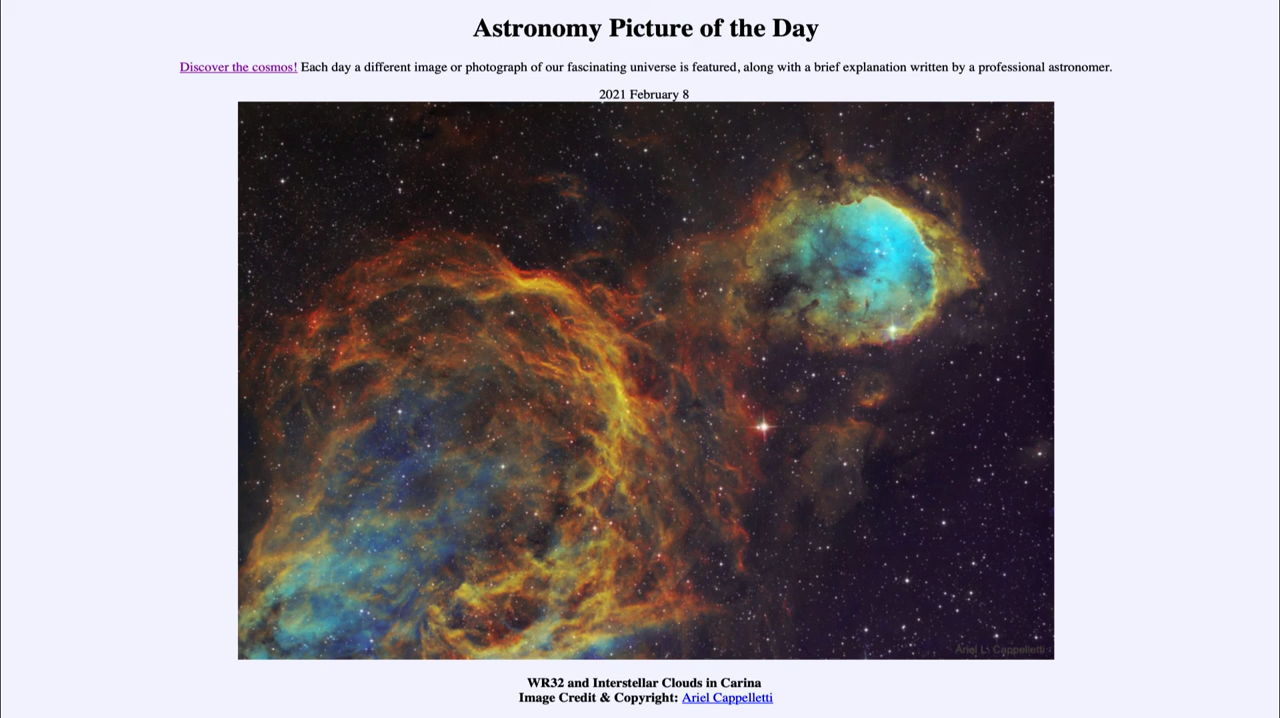 Astronomy Picture of the Day
Discover the cosmos! Each day a different image or photograph of our fascinating universe is featured, along with a brief explanation written by a professional astronomer.
2021 February 8
Ariel L. Cappelletti
WR32 and Interstellar Clouds in Carina
Image Credit & Copyright: Ariel Cappelletti